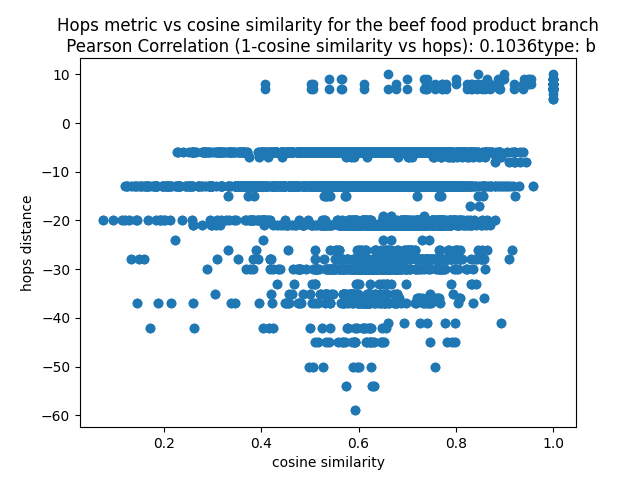 Hops metric vs cosine similarity for the beef food product branch
Pearson Correlation (1-cosine similarity vs hops): 0.1036type: b
10
0
−10
−20
−30
−40
−50
−60
hops distance
0.2 0.4 0.6 0.8 1.0
cosine similarity